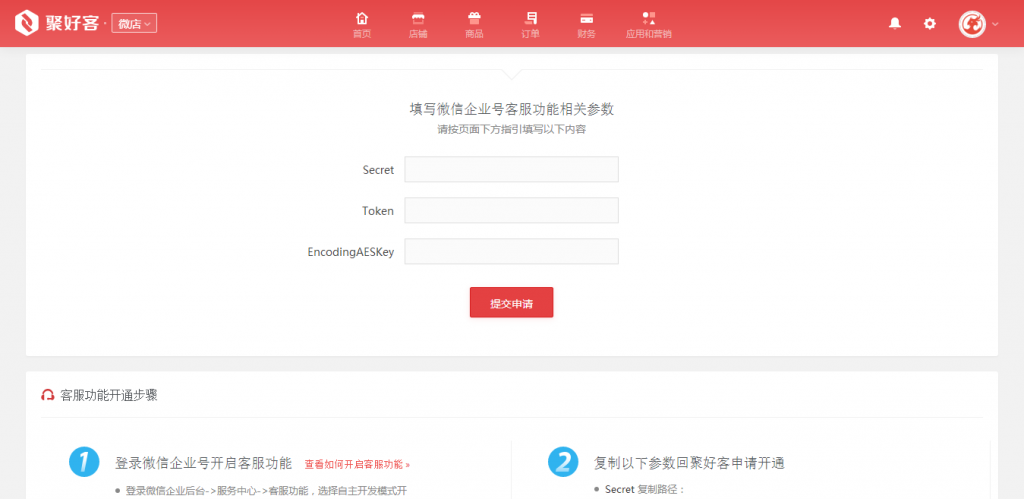 聚好客 · 微店
首页 店铺 商品 订单 财务 应用和营销
填写微信企业号客服功能相关参数
请按页面下方指引填写以下内容
Secret
Token
EncodingAESKey
提交申请
客服功能开通步骤
1 登录微信企业号开启客服功能 查看如何开启客服功能 »
登录微信企业后台->服务中心->客服功能，选择自主开发模式开
2 复制以下参数回聚好客申请开通
Secret 复制路径：